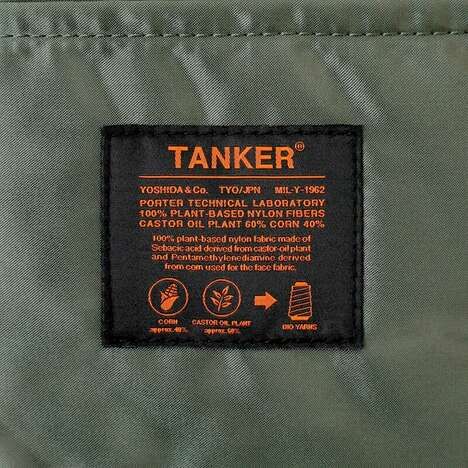 TANKER®
YOSHIDA & Co. TYO/JPN MIL-Y-1962
PORTER TECHNICAL LABORATORY
100% PLANT-BASED NYLON FIBERS
CASTOR OIL PLANT 60% CORN 40%
100% plant-based nylon fabric made of
Sebacic acid derived from castor-oil plant
and Pentamethylenediamine derived
from corn used for the face fabric.
CORN CASTOR OIL PLANT BIO YARNS
approx. 40% approx. 60%